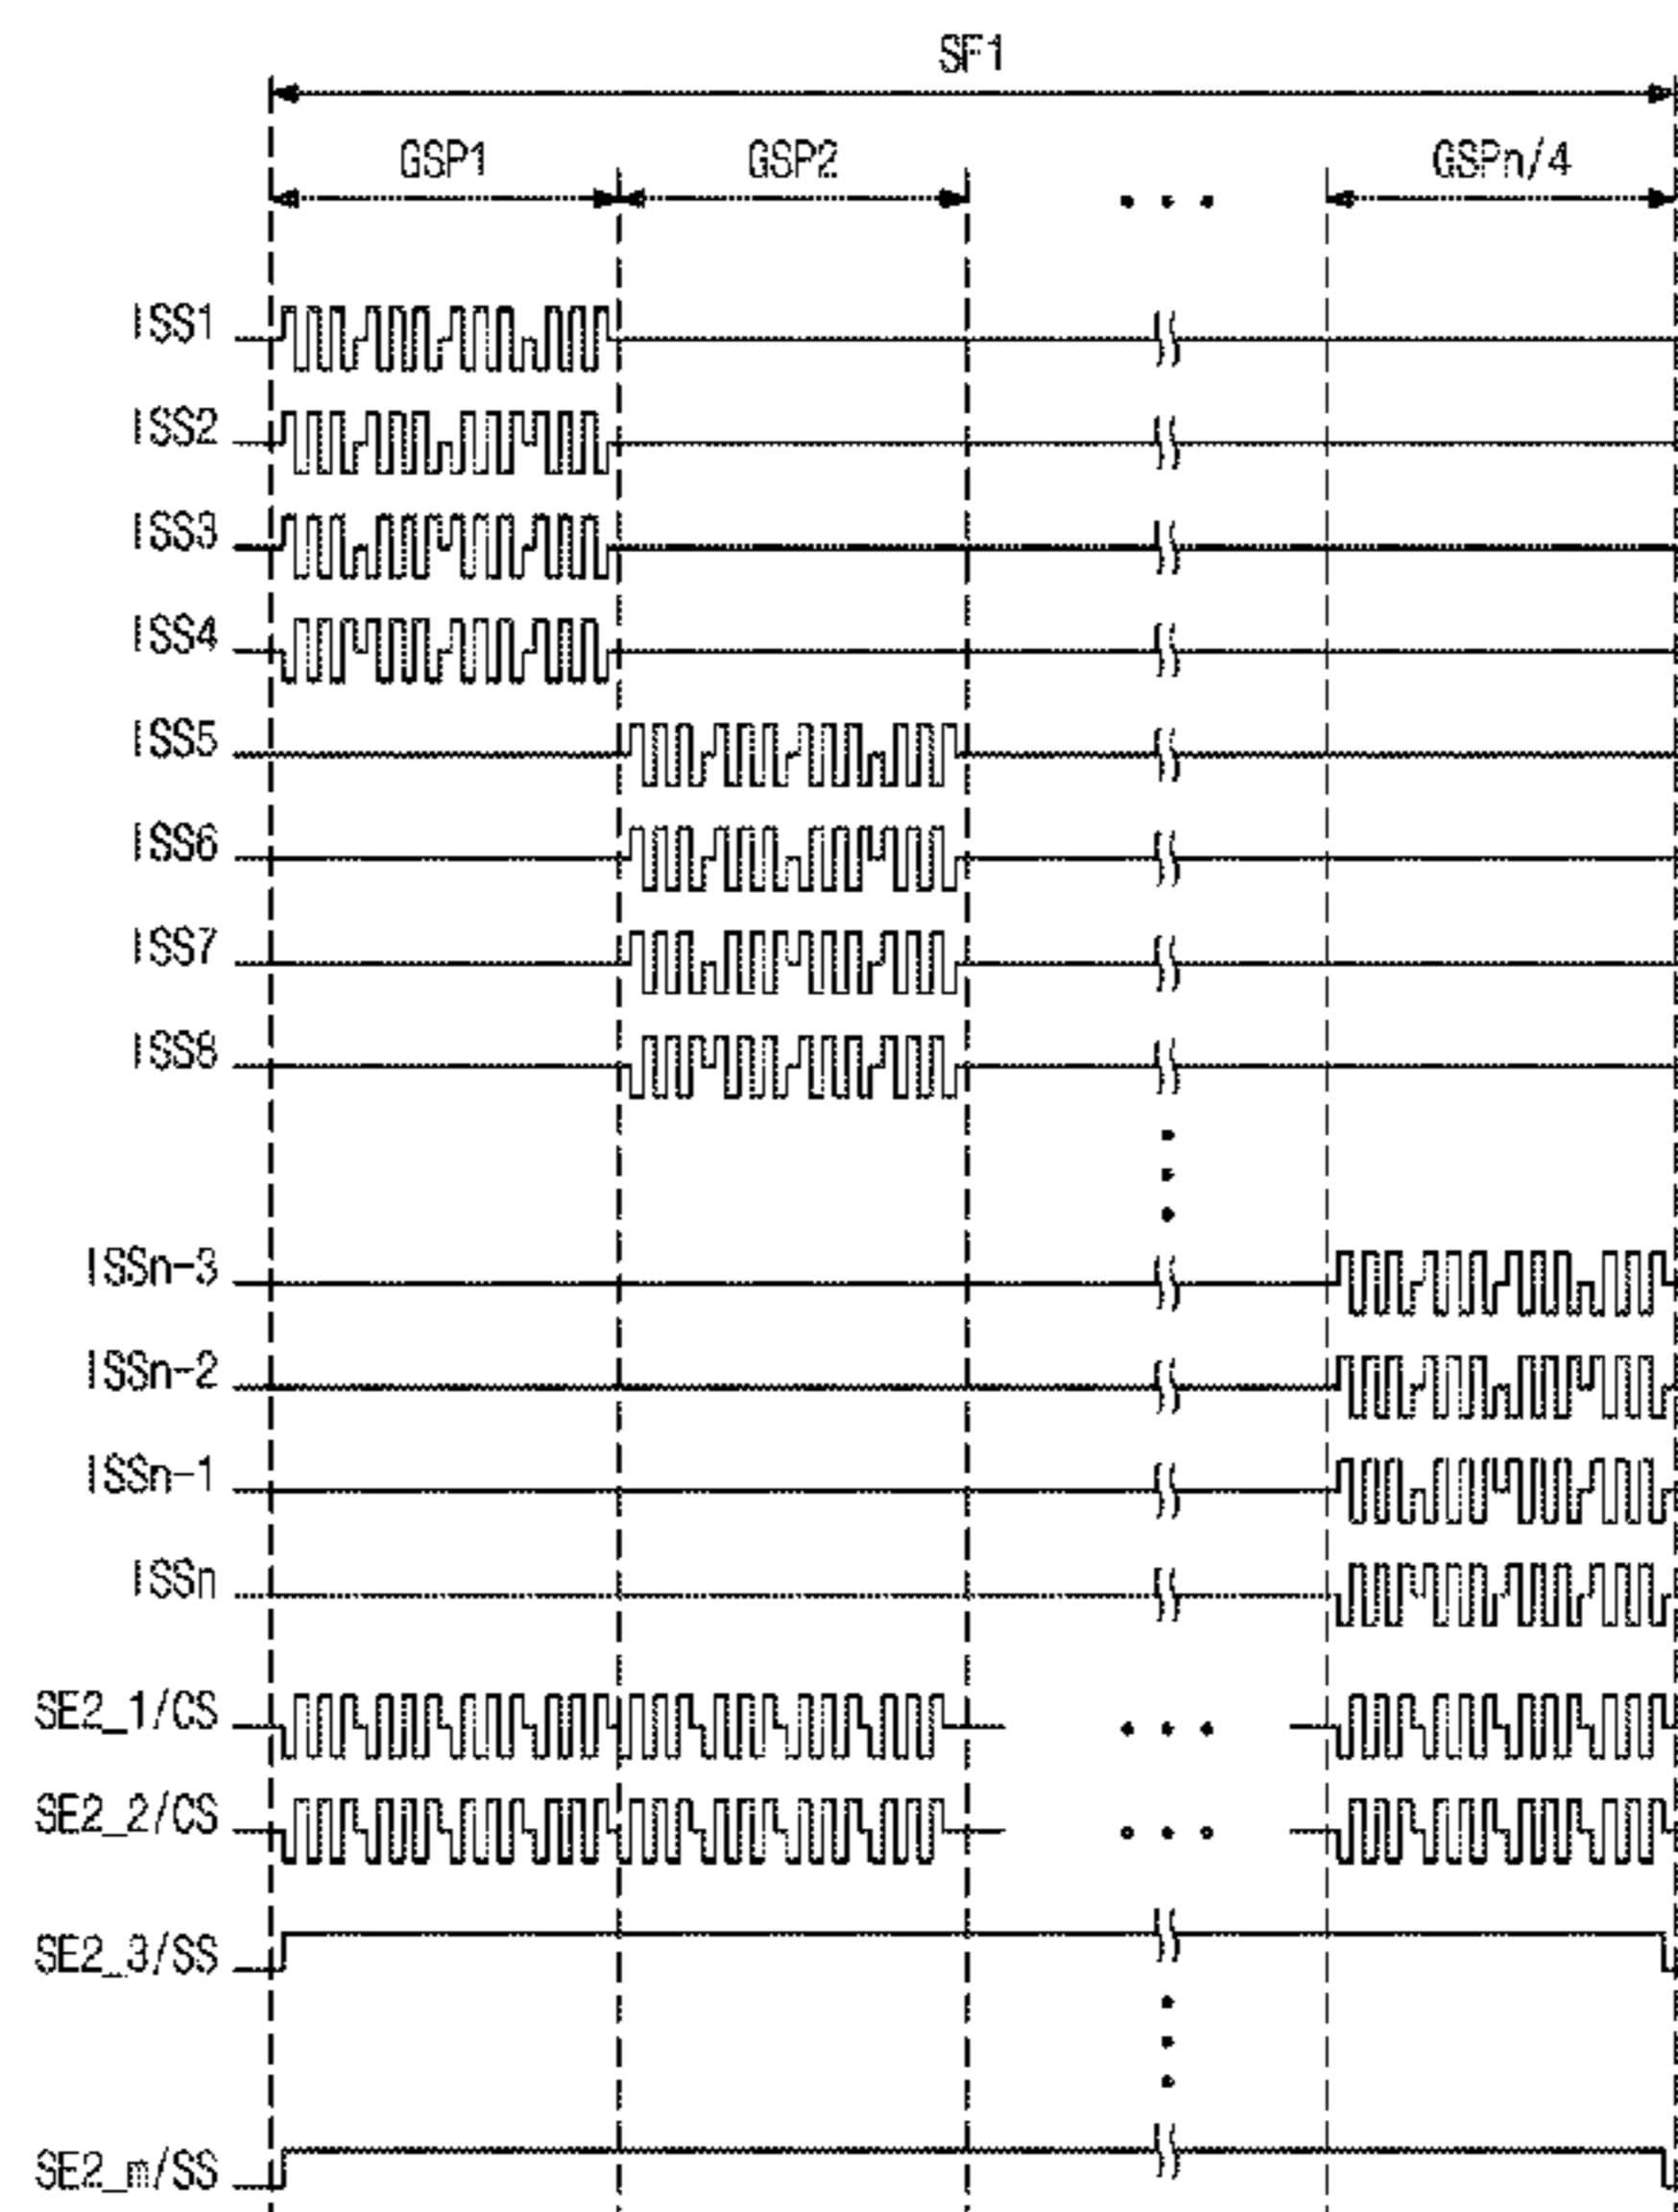 SF1
GSP1 GSP2 GSPn/4
ISS1
ISS2
ISS3
ISS4
ISS5
ISS6
ISS7
ISS8
ISSn-3
ISSn-2
ISSn-1
ISSn
SE2_1/CS
SE2_2/CS
SE2_3/SS
SE2_m/SS